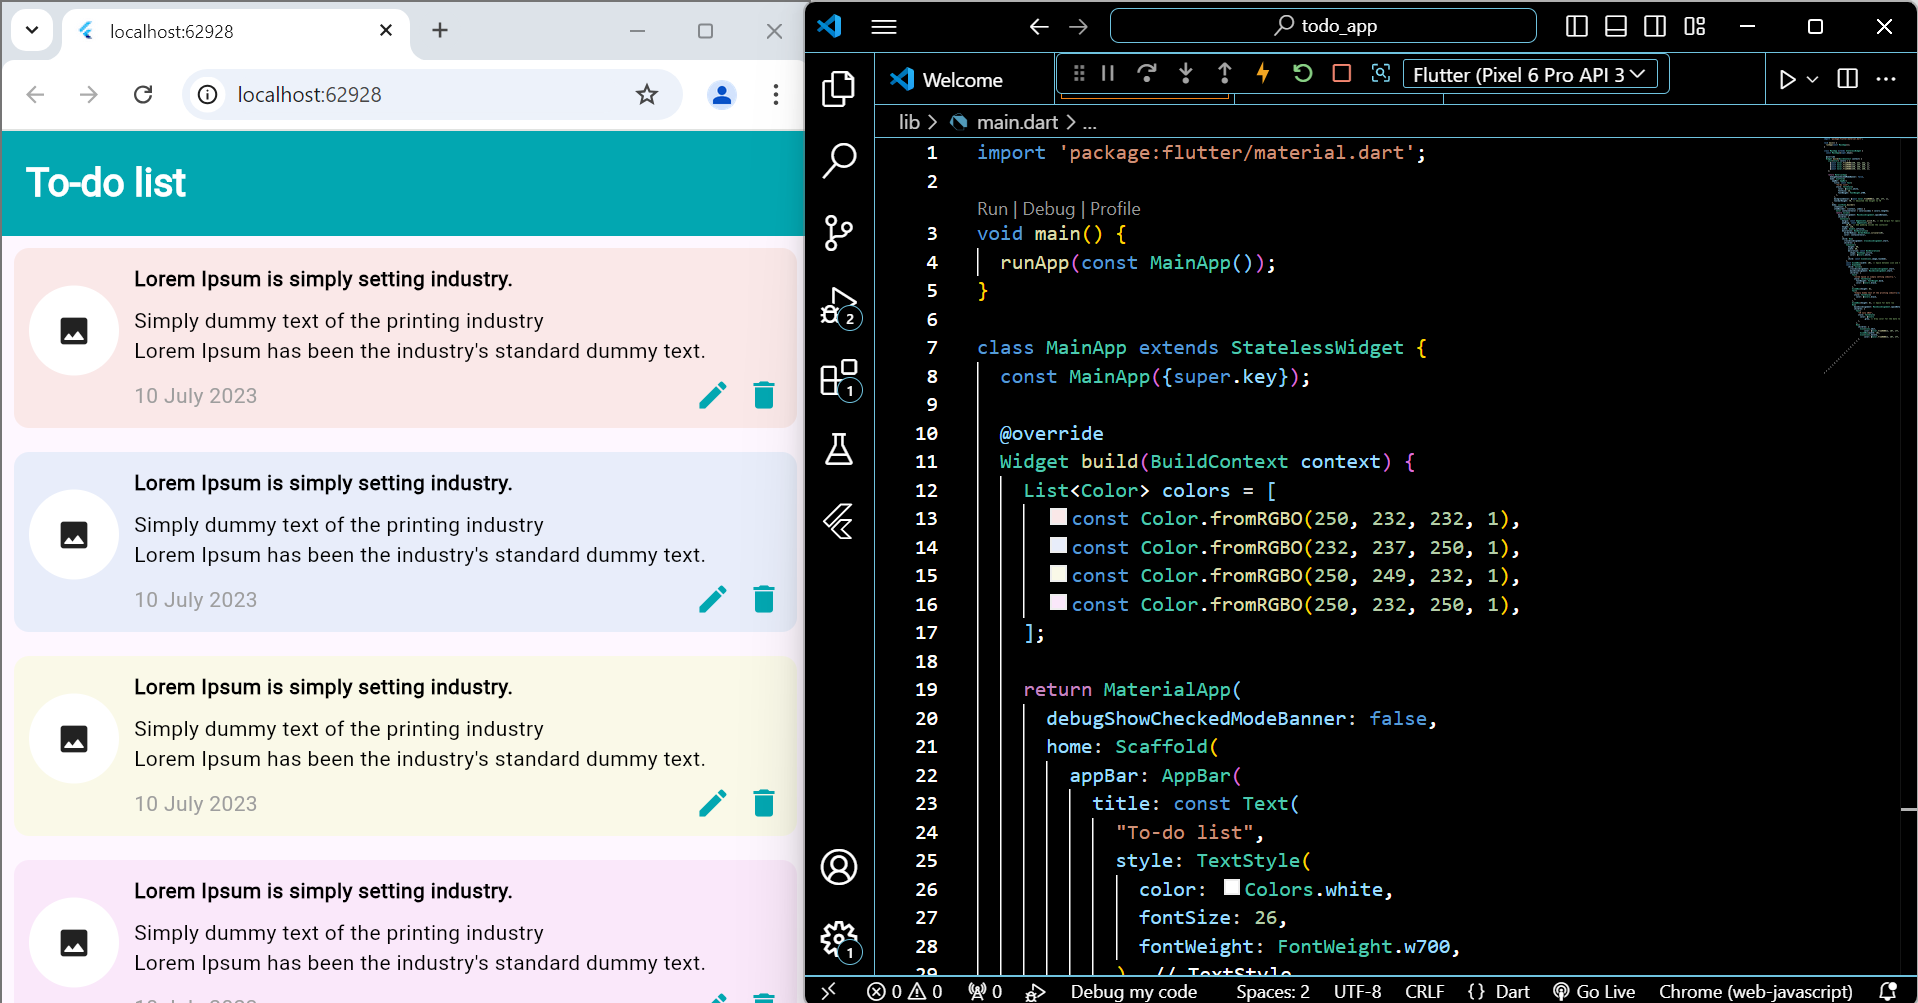 localhost:62928
localhost:62928
To-do list
Lorem Ipsum is simply setting industry.
Simply dummy text of the printing industry
Lorem Ipsum has been the industry's standard dummy text.
10 July 2023
Lorem Ipsum is simply setting industry.
Simply dummy text of the printing industry
Lorem Ipsum has been the industry's standard dummy text.
10 July 2023
Lorem Ipsum is simply setting industry.
Simply dummy text of the printing industry
Lorem Ipsum has been the industry's standard dummy text.
10 July 2023
Lorem Ipsum is simply setting industry.
Simply dummy text of the printing industry
Lorem Ipsum has been the industry's standard dummy text.
todo_app
Welcome
Flutter (Pixel 6 Pro API 3
lib > main.dart > ...
1 import 'package:flutter/material.dart';
2
Run | Debug | Profile
3 void main() {
4 runApp(const MainApp());
5 }
6
7 class MainApp extends StatelessWidget {
8 const MainApp({super.key});
9
10 @override
11 Widget build(BuildContext context) {
12 List<Color> colors = [
13 const Color.fromRGBO(250, 232, 232, 1),
14 const Color.fromRGBO(232, 237, 250, 1),
15 const Color.fromRGBO(250, 249, 232, 1),
16 const Color.fromRGBO(250, 232, 250, 1),
17 ];
18
19 return MaterialApp(
20 debugShowCheckedModeBanner: false,
21 home: Scaffold(
22 appBar: AppBar(
23 title: const Text(
24 "To-do list",
25 style: TextStyle(
26 color: Colors.white,
27 fontSize: 26,
28 fontWeight: FontWeight.w700,
29 ) // TextStyle
2
1
1
0 0 0 Debug my code Spaces: 2 UTF-8 CRLF {} Dart Go Live Chrome (web-javascript)